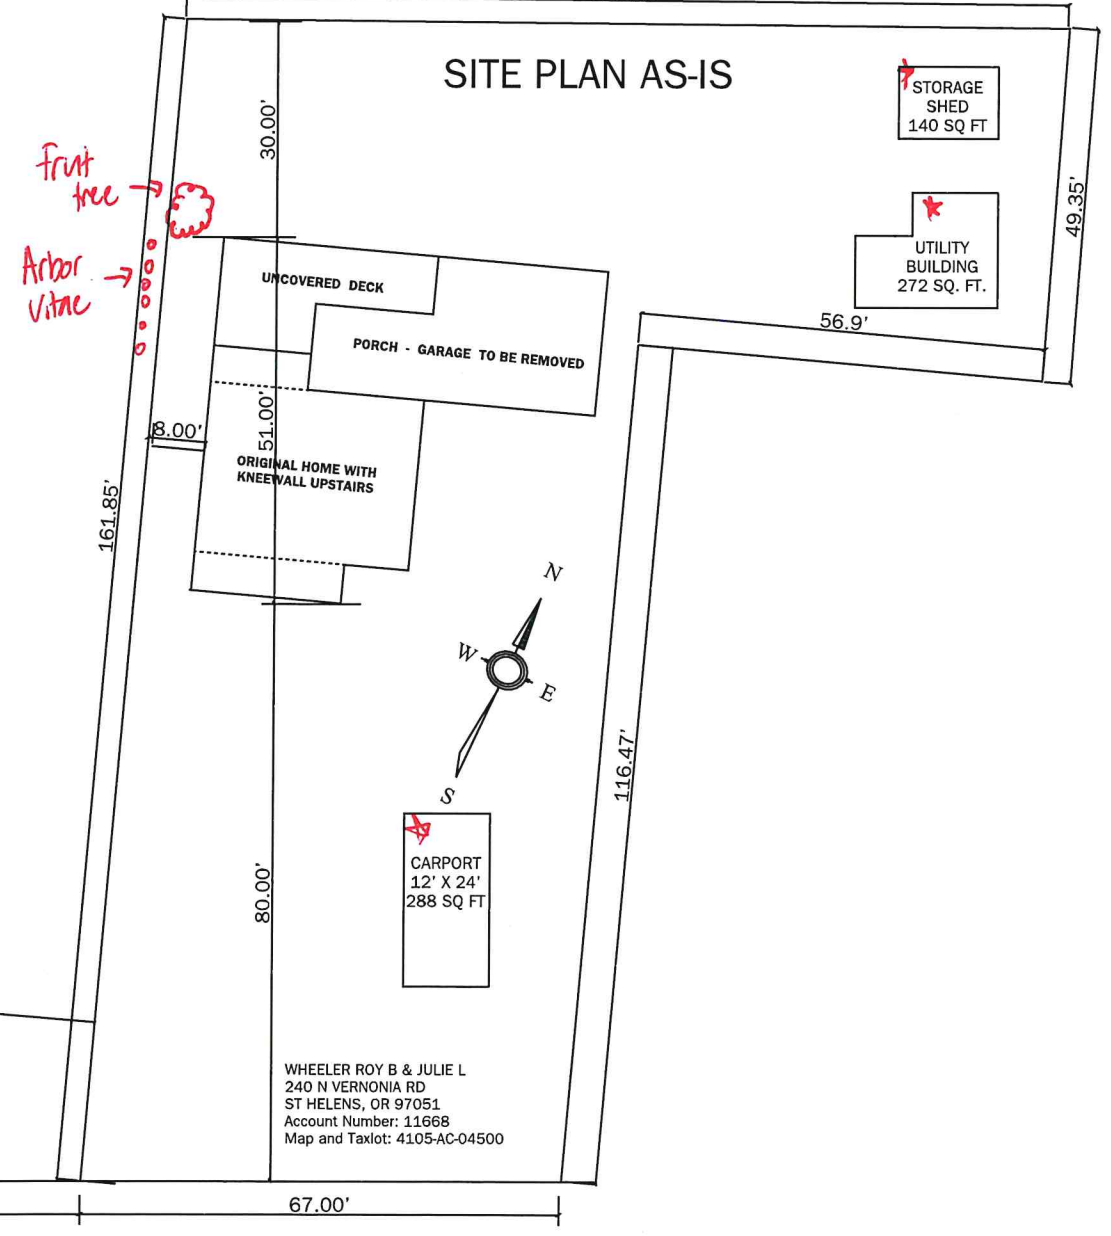 SITE PLAN AS-IS
STORAGE
SHED
140 SQ FT
30.00'
49.35'
fruit
tree
Arbor
Vitae
UTILITY
BUILDING
272 SQ. FT.
UNCOVERED DECK
56.9'
PORCH - GARAGE TO BE REMOVED
8.00'
51.00'
ORIGINAL HOME WITH
KNEEWALL UPSTAIRS
161.85'
N
W
E
S
116.47'
CARPORT
12' X 24'
288 SQ FT
80.00'
WHEELER ROY B & JULIE L
240 N VERNONIA RD
ST HELENS, OR 97051
Account Number: 11668
Map and Taxlot: 4105-AC-04500
67.00'